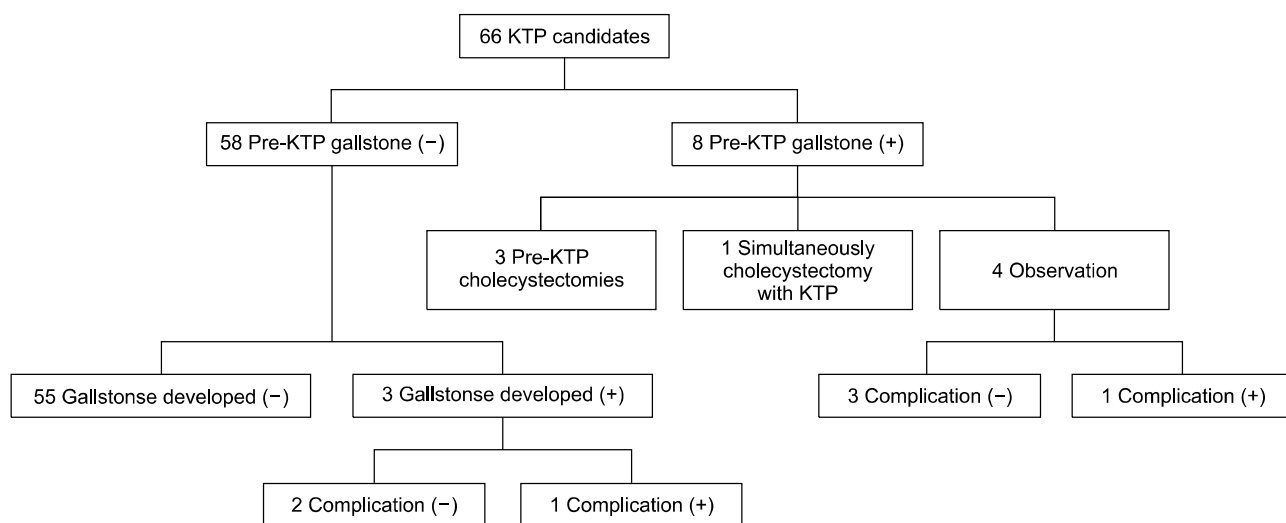 66 KTP candidates
58 Pre-KTP gallstone (−)
8 Pre-KTP gallstone (+)
3 Pre-KTP
cholecystectomies
1 Simultaneously
cholecystectomy
with KTP
4 Observation
55 Gallstonse developed (−)
3 Gallstonse developed (+)
3 Complication (−)
1 Complication (+)
2 Complication (−)
1 Complication (+)